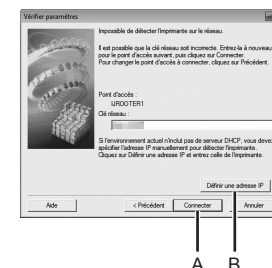 Vérifier paramètres
Impossible de détecter l'imprimante sur le réseau.
Il est possible que la clé réseau soit incorrecte. Entrez-la à nouveau
pour le point d'accès suivant, puis cliquez sur Connecter.
Pour changer le point d'accès à connecter, cliquez sur Précédent.
Point d'accès :
IJROOTER1
Clé réseau :
Si l'environnement actuel n'inclut pas de serveur DHCP, vous devez
spécifier l'adresse IP manuellement pour détecter l'imprimante.
Cliquez sur Définir une adresse IP et entrez celle de l'imprimante.
Définir une adresse IP
Aide
< Précédent
Connecter
Annuler
A
B